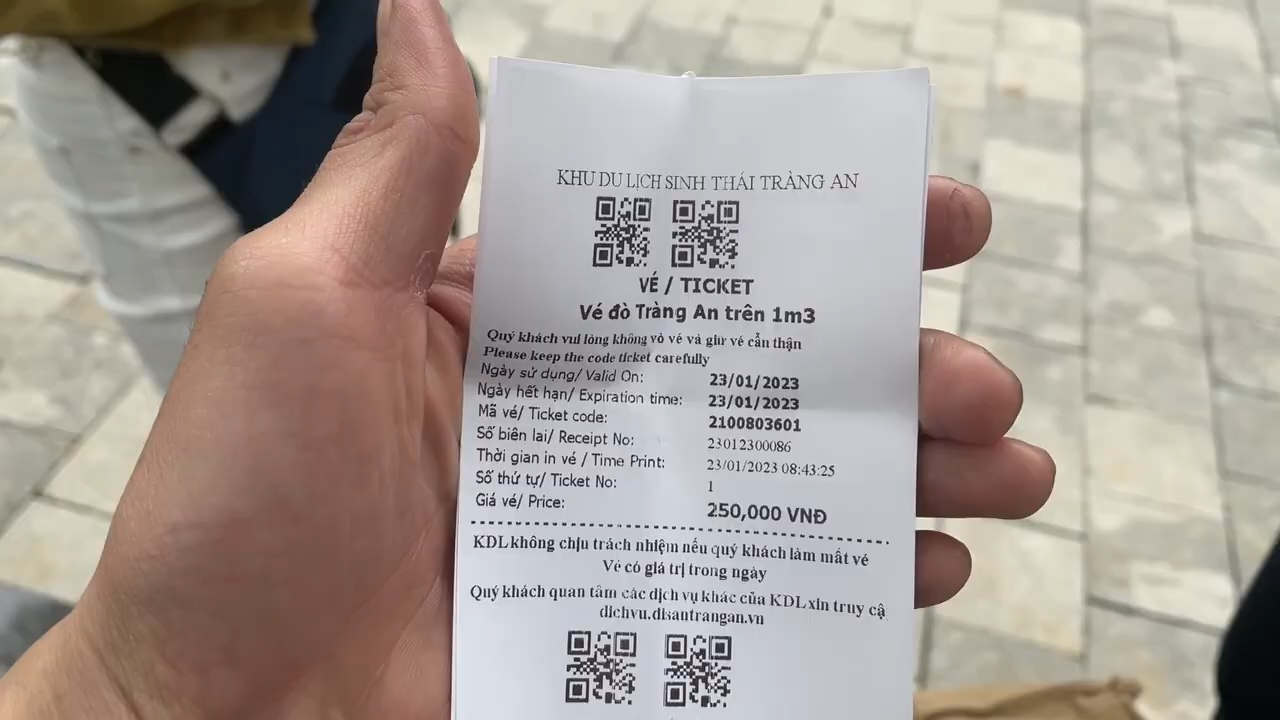 KHU DU LỊCH SINH THÁI TRÀNG AN
VÉ / TICKET
Vé đò Tràng An trên 1m3
Quý khách vui lòng không vò vé và giữ vé cẩn thận
Please keep the code ticket carefully
Ngày sử dụng/ Valid On: 23/01/2023
Ngày hết hạn/ Expiration time: 23/01/2023
Mã vé/ Ticket code: 2100803601
Số biên lai/ Receipt No: 23012300086
Thời gian in vé / Time Print: 23/01/2023 08:43:25
Số thứ tự/ Ticket No: 1
Giá vé/ Price: 250,000 VNĐ
KDL không chịu trách nhiệm nếu quý khách làm mất vé
Vé có giá trị trong ngày
Quý khách quan tâm các dịch vụ khác của KDL xin truy cậ
dichvu.disantrangan.vn